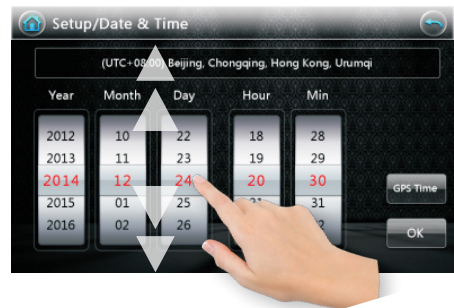 Setup/Date & Time
(UTC+08:00) Beijing, Chongqing, Hong Kong, Urumqi
Year Month Day Hour Min
2012 10 22 18 28
2013 11 23 19 29
2014 12 24 20 30
GPS Time
2015 01 25 21 31
2016 02 26
OK